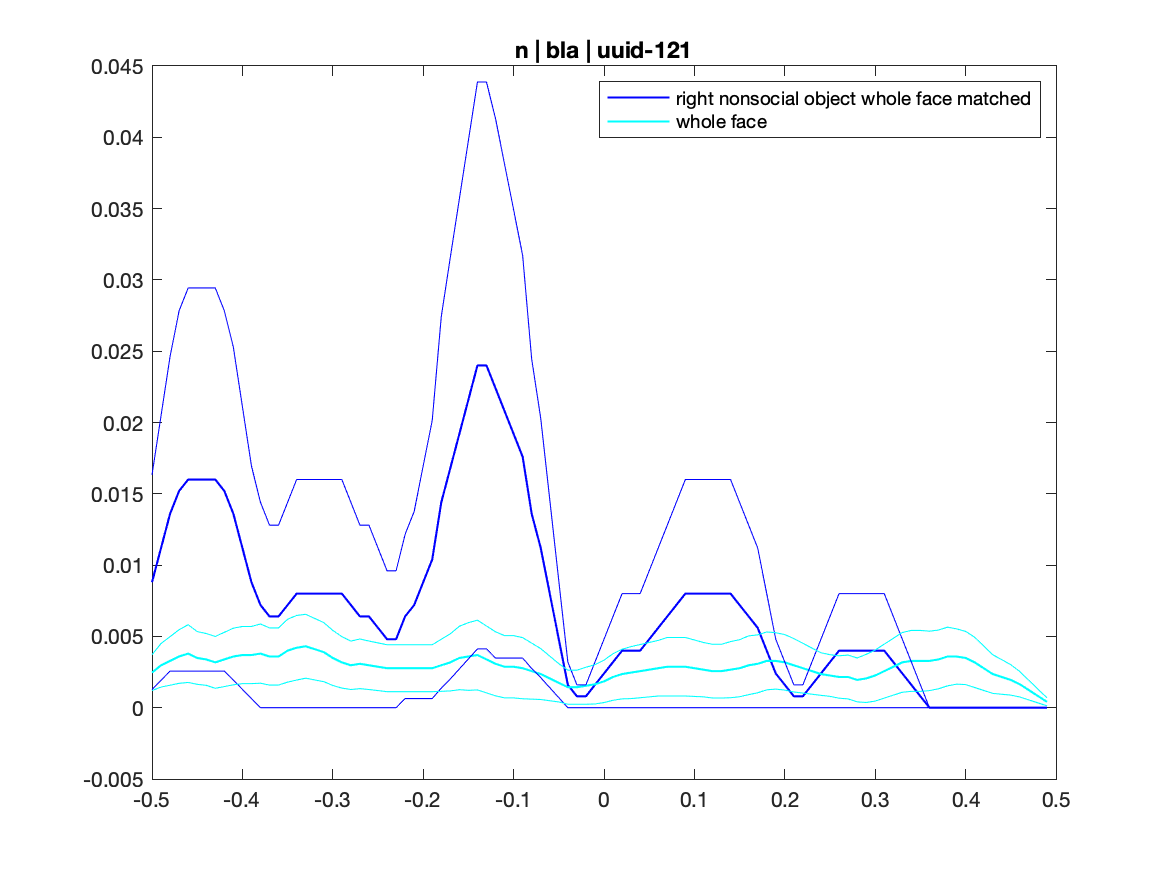 n | bla | uuid-121
0.045
0.04
0.035
0.03
0.025
0.02
0.015
0.01
0.005
0
-0.005
right nonsocial object whole face matched
whole face
-0.5 -0.4 -0.3 -0.2 -0.1 0 0.1 0.2 0.3 0.4 0.5